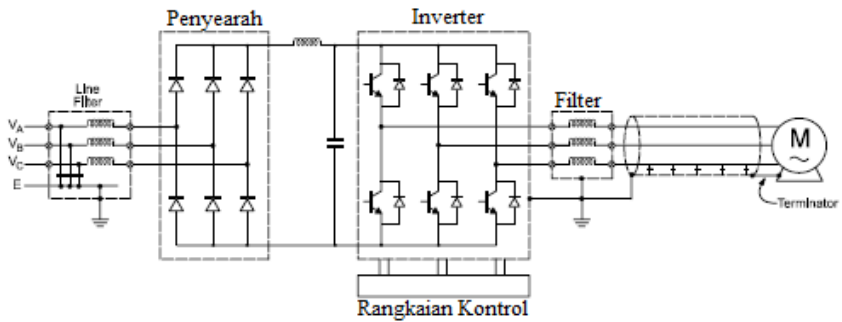 Penyearah
Inverter
Line
Filter
Filter
VA
VB
VC
E
M
~
Terminator
Rangkaian Kontrol